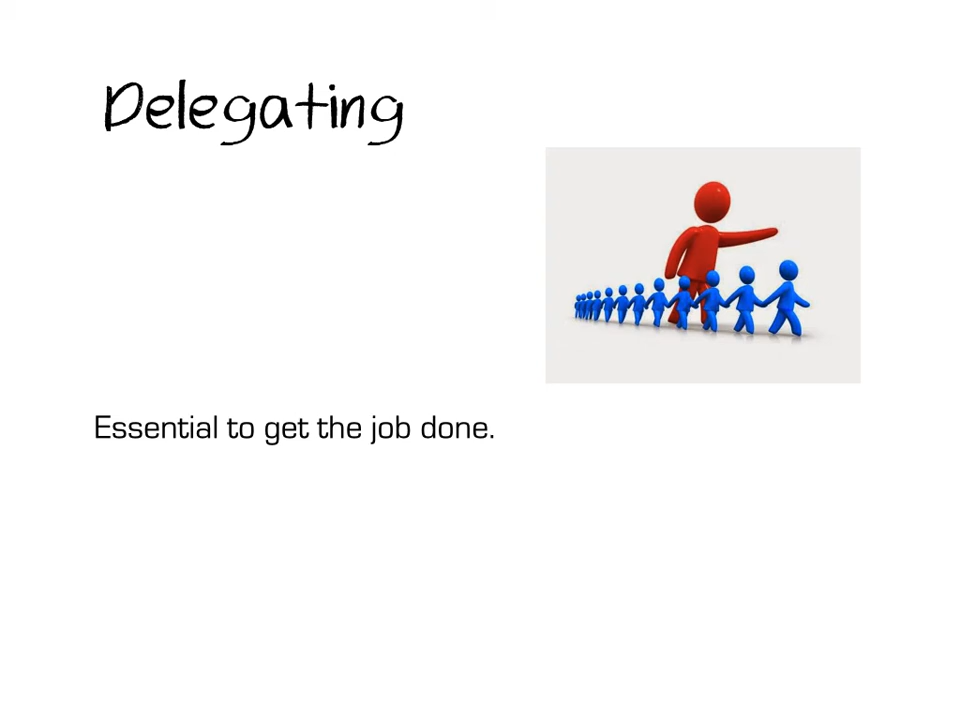 Delegating
Essential to get the job done.